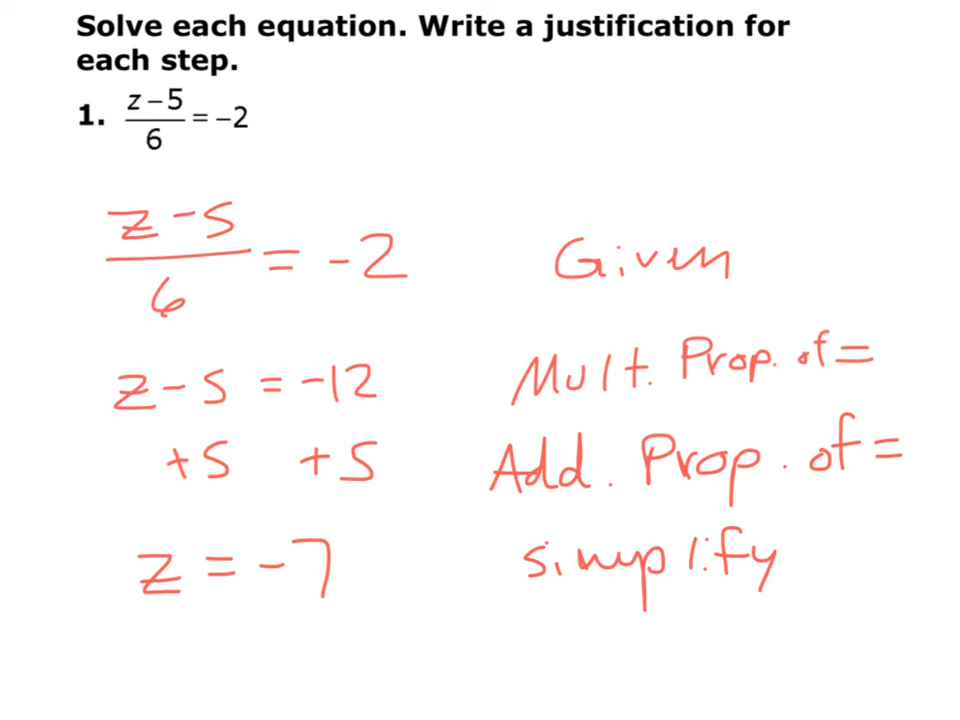 Solve each equation. Write a justification for
each step.
1. z – 5 / 6 = –2
z - 5 / 6 = -2 Given
z - 5 = -12 Mult. Prop. of =
+5 +5 Add. Prop. of =
z = -7 simplify